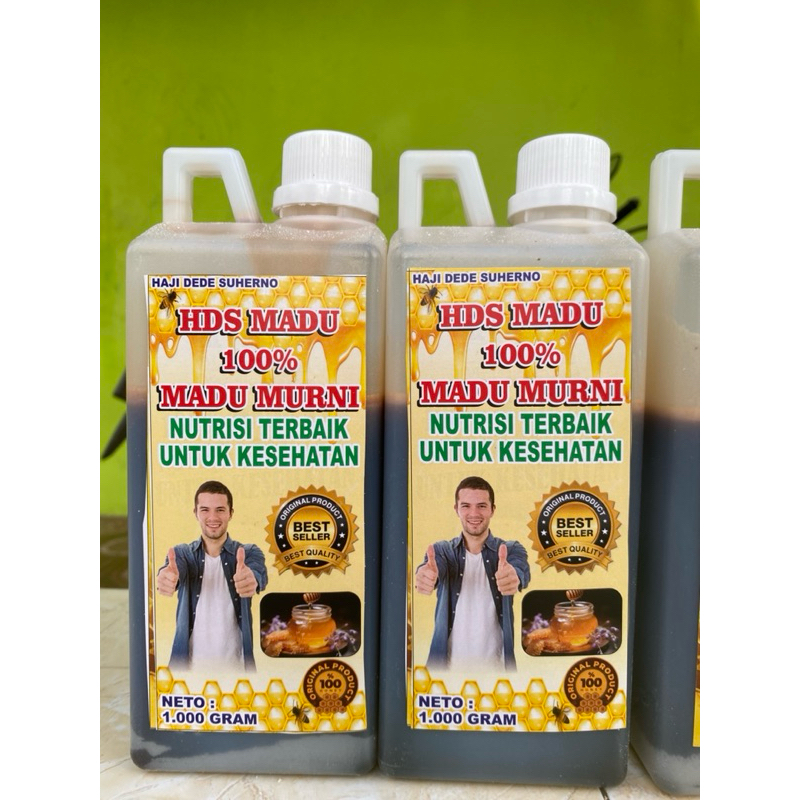 HAJI DEDE SUHERNO
HDS MADU
100%
MADU MURNI
NUTRISI TERBAIK
UNTUK KESEHATAN
ORIGINAL PRODUCT
BEST
SELLER
BEST QUALITY
ORIGINAL PRODUCT
%
100
NETO :
1.000 GRAM
HAJI DEDE SUHERNO
HDS MADU
100%
MADU MURNI
NUTRISI TERBAIK
UNTUK KESEHATAN
ORIGINAL PRODUCT
BEST
SELLER
BEST QUALITY
ORIGINAL PRODUCT
%
100
NETO :
1.000 GRAM